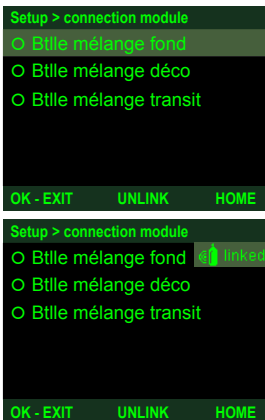 Setup > connection module
Btlle mélange fond
Btlle mélange déco
Btlle mélange transit
OK - EXIT UNLINK HOME
Setup > connection module
Btlle mélange fond linked
Btlle mélange déco
Btlle mélange transit
OK - EXIT UNLINK HOME